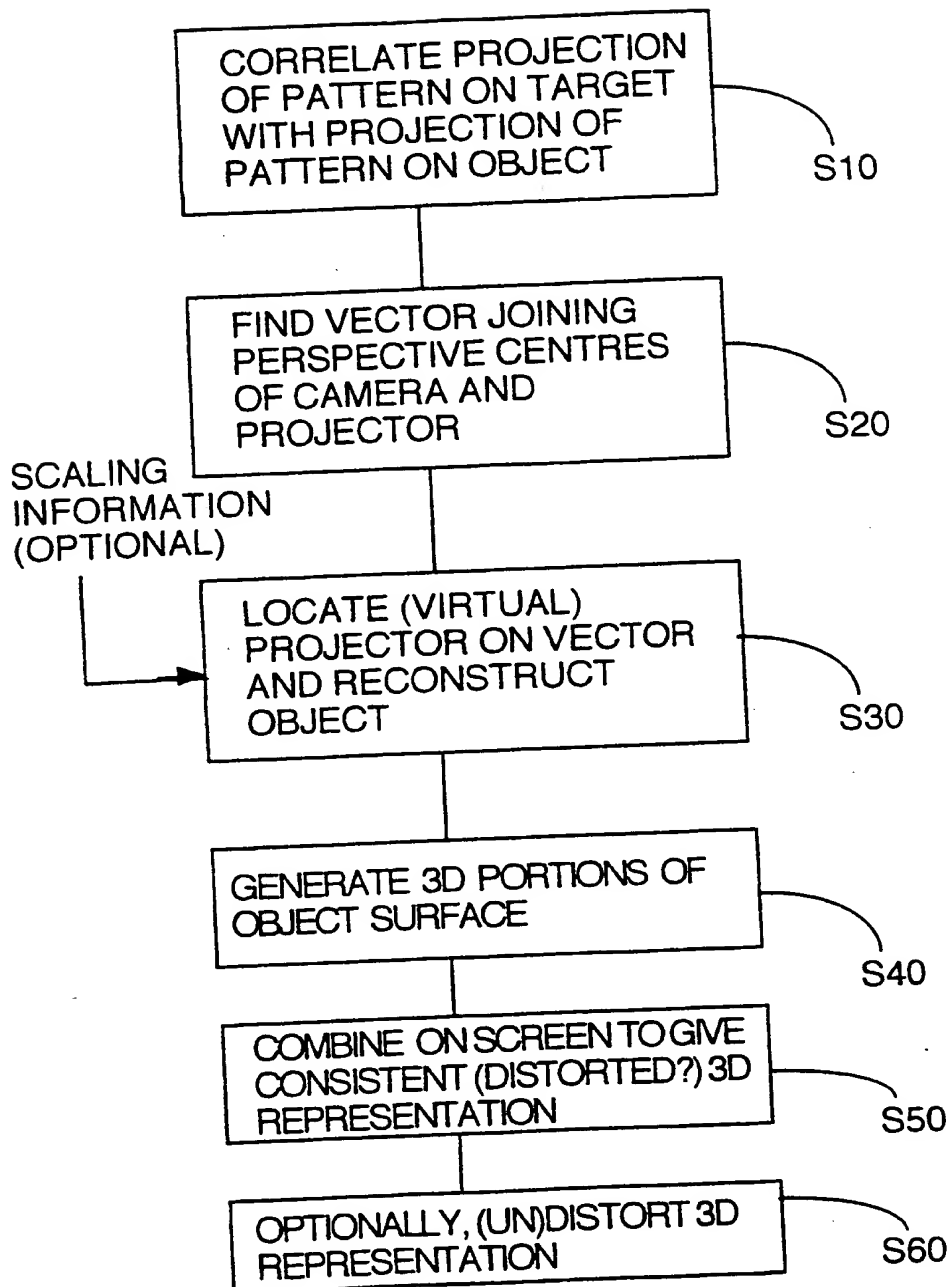 CORRELATE PROJECTION
OF PATTERN ON TARGET
WITH PROJECTION OF
PATTERN ON OBJECT
S10
FIND VECTOR JOINING
PERSPECTIVE CENTRES
OF CAMERA AND
PROJECTOR
S20
SCALING
INFORMATION
(OPTIONAL)
LOCATE (VIRTUAL)
PROJECTOR ON VECTOR
AND RECONSTRUCT
OBJECT
S30
GENERATE 3D PORTIONS OF
OBJECT SURFACE
S40
COMBINE ON SCREEN TO GIVE
CONSISTENT (DISTORTED?) 3D
REPRESENTATION
S50
OPTIONALLY, (UN)DISTORT 3D
REPRESENTATION
S60